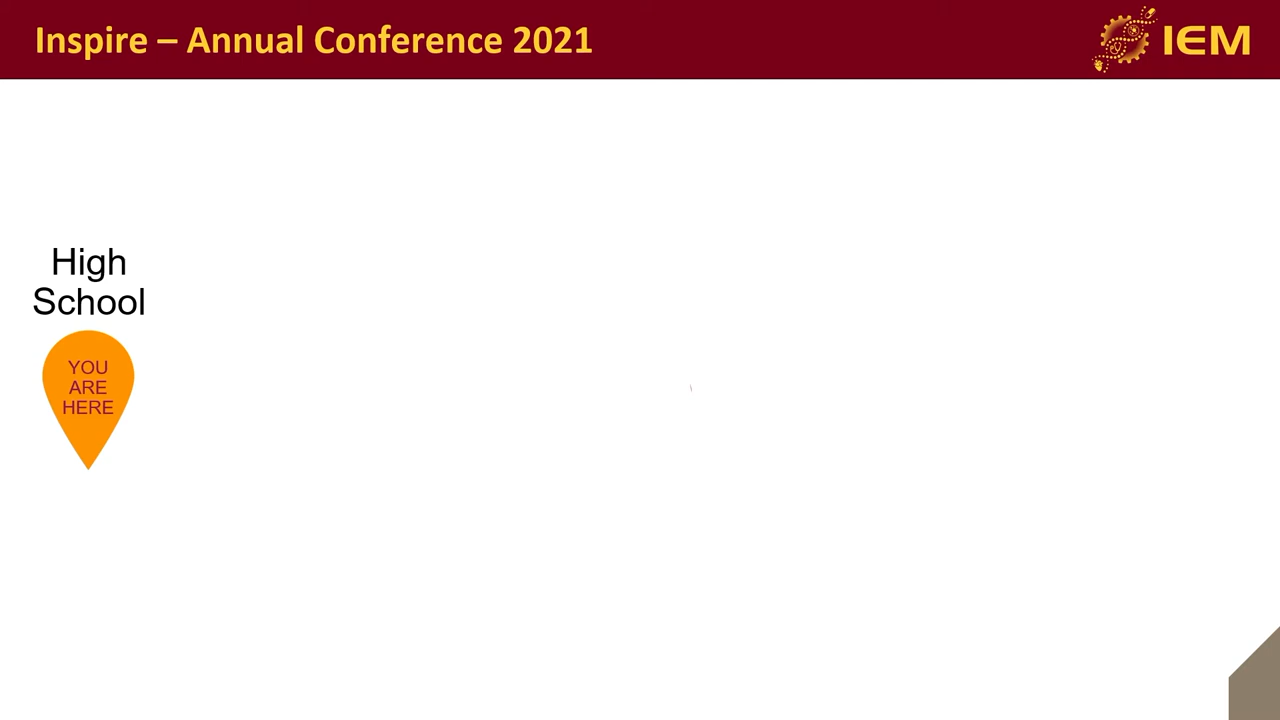 Inspire – Annual Conference 2021
IEM
High
School
YOU
ARE
HERE